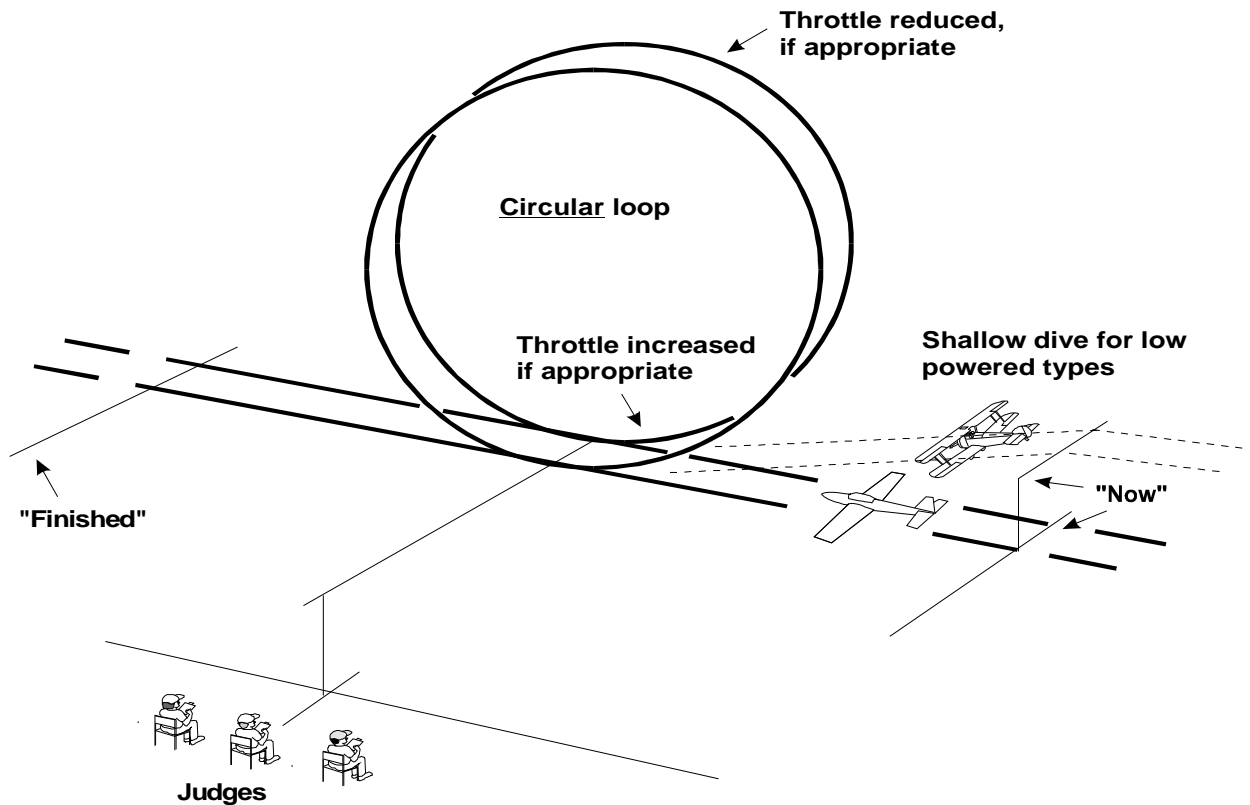 Throttle reduced,
if appropriate
Circular loop
Throttle increased
if appropriate
Shallow dive for low
powered types
"Now"
"Finished"
Judges